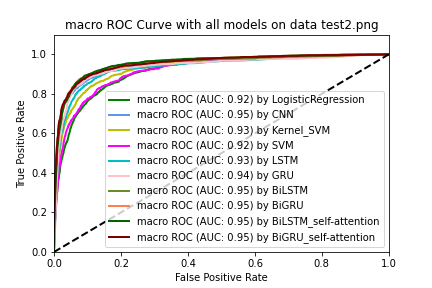 macro ROC Curve with all models on data test2.png
True Positive Rate
1.0
0.8
0.6
0.4
0.2
0.0
macro ROC (AUC: 0.92) by LogisticRegression
macro ROC (AUC: 0.95) by CNN
macro ROC (AUC: 0.93) by Kernel_SVM
macro ROC (AUC: 0.92) by SVM
macro ROC (AUC: 0.93) by LSTM
macro ROC (AUC: 0.94) by GRU
macro ROC (AUC: 0.95) by BiLSTM
macro ROC (AUC: 0.95) by BiGRU
macro ROC (AUC: 0.95) by BiLSTM_self-attention
macro ROC (AUC: 0.95) by BiGRU_self-attention
0.0 0.2 0.4 0.6 0.8 1.0
False Positive Rate